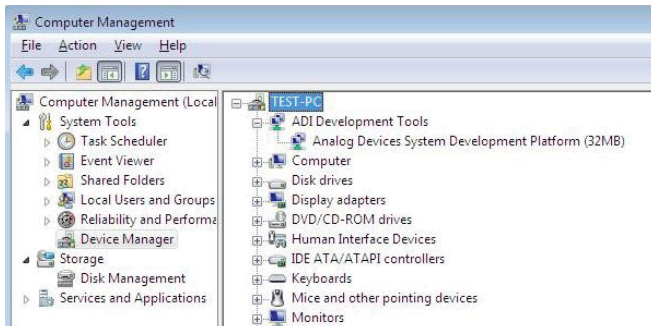 Computer Management
File Action View Help
Computer Management (Local
System Tools
Task Scheduler
Event Viewer
Shared Folders
Local Users and Groups
Reliability and Performa
Device Manager
Storage
Disk Management
Services and Applications
TEST-PC
ADI Development Tools
Analog Devices System Development Platform (32MB)
Computer
Disk drives
Display adapters
DVD/CD-ROM drives
Human Interface Devices
IDE ATA/ATAPI controllers
Keyboards
Mice and other pointing devices
Monitors